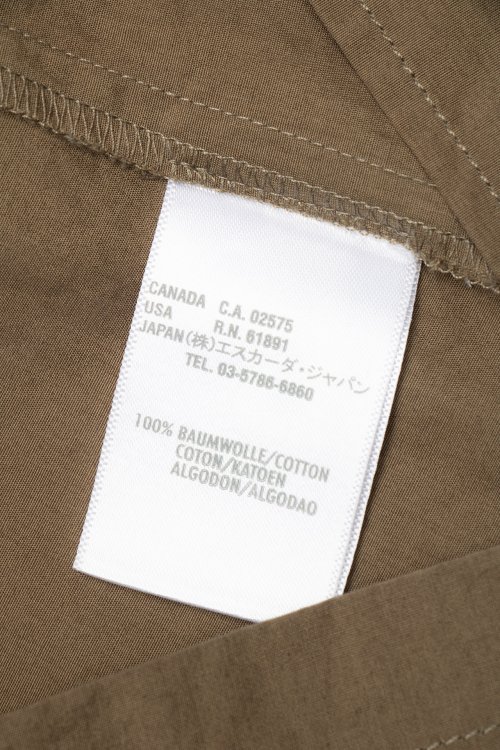 CANADA C.A. 02575
USA R.N. 61891
JAPAN (株)エスカーダ・ジャパン
TEL. 03-5786-6860
100% BAUMWOLLE/COTTON
COTON/KATOEN
ALGODON/ALGODAO